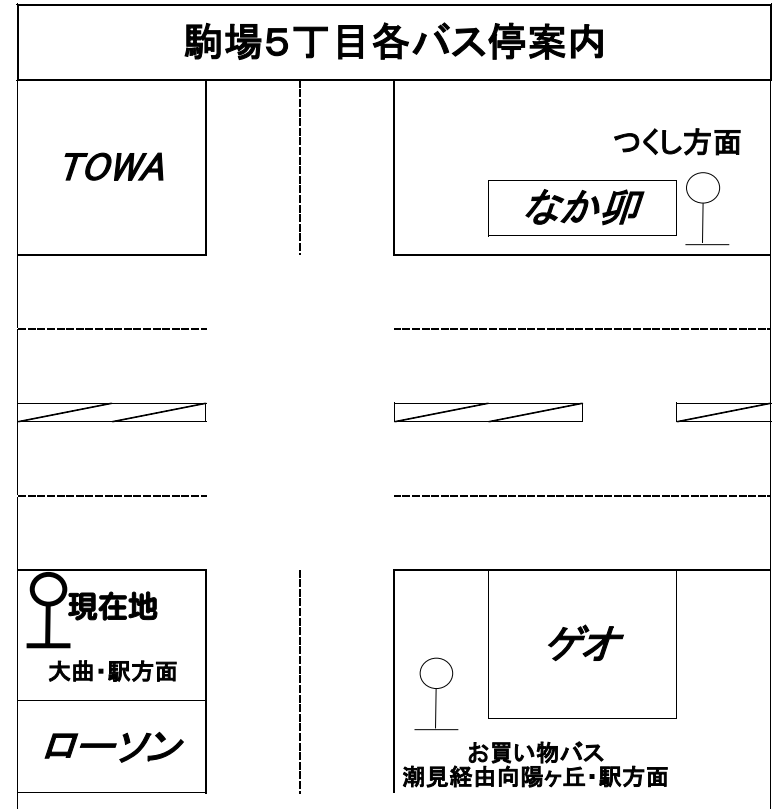 駒場5丁目各バス停案内
TOWA
つくし方面
なか卯
現在地
大曲・駅方面
ローソン
ゲオ
お買い物バス
潮見経由向陽ヶ丘・駅方面